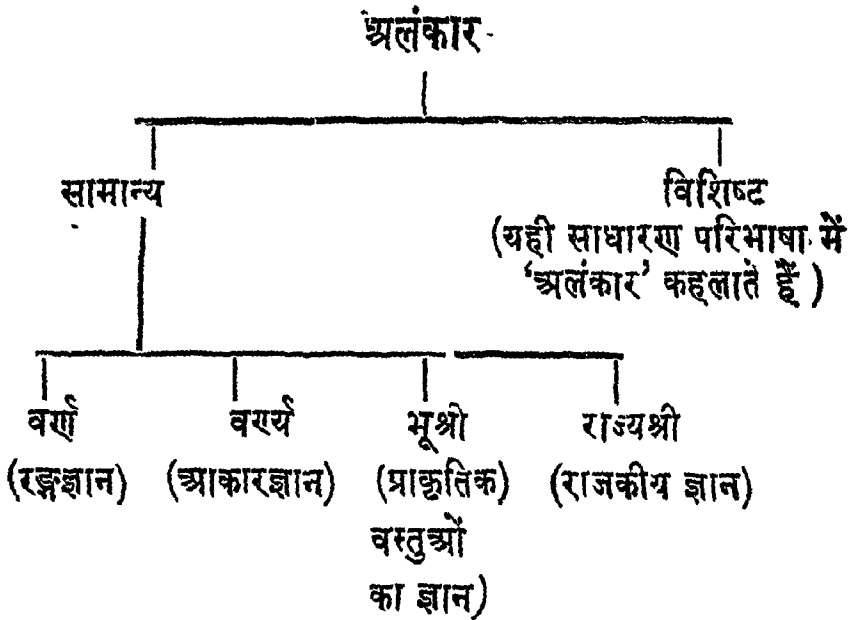 अलंकार
सामान्य
विशिष्ट
(यही साधारण परिभाषा में
‘अलंकार’ कहलाते हैं)
वर्ण वर्ण्य भूश्री राज्यश्री
(रङ्गज्ञान) (आकारज्ञान) (प्राकृतिक) (राजकीय ज्ञान)
वस्तुओं
का ज्ञान)